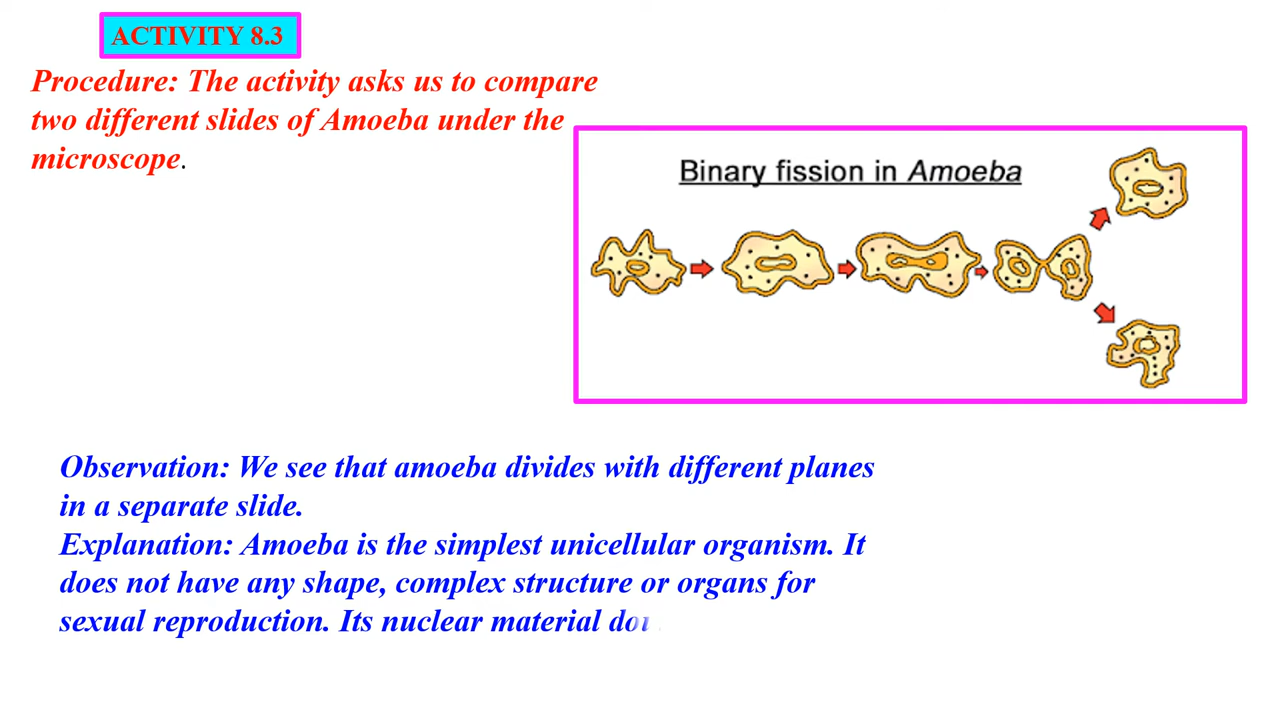 ACTIVITY 8.3
Procedure: The activity asks us to compare
two different slides of Amoeba under the
microscope.
Binary fission in Amoeba
Observation: We see that amoeba divides with different planes
in a separate slide.
Explanation: Amoeba is the simplest unicellular organism. It
does not have any shape, complex structure or organs for
sexual reproduction. Its nuclear material